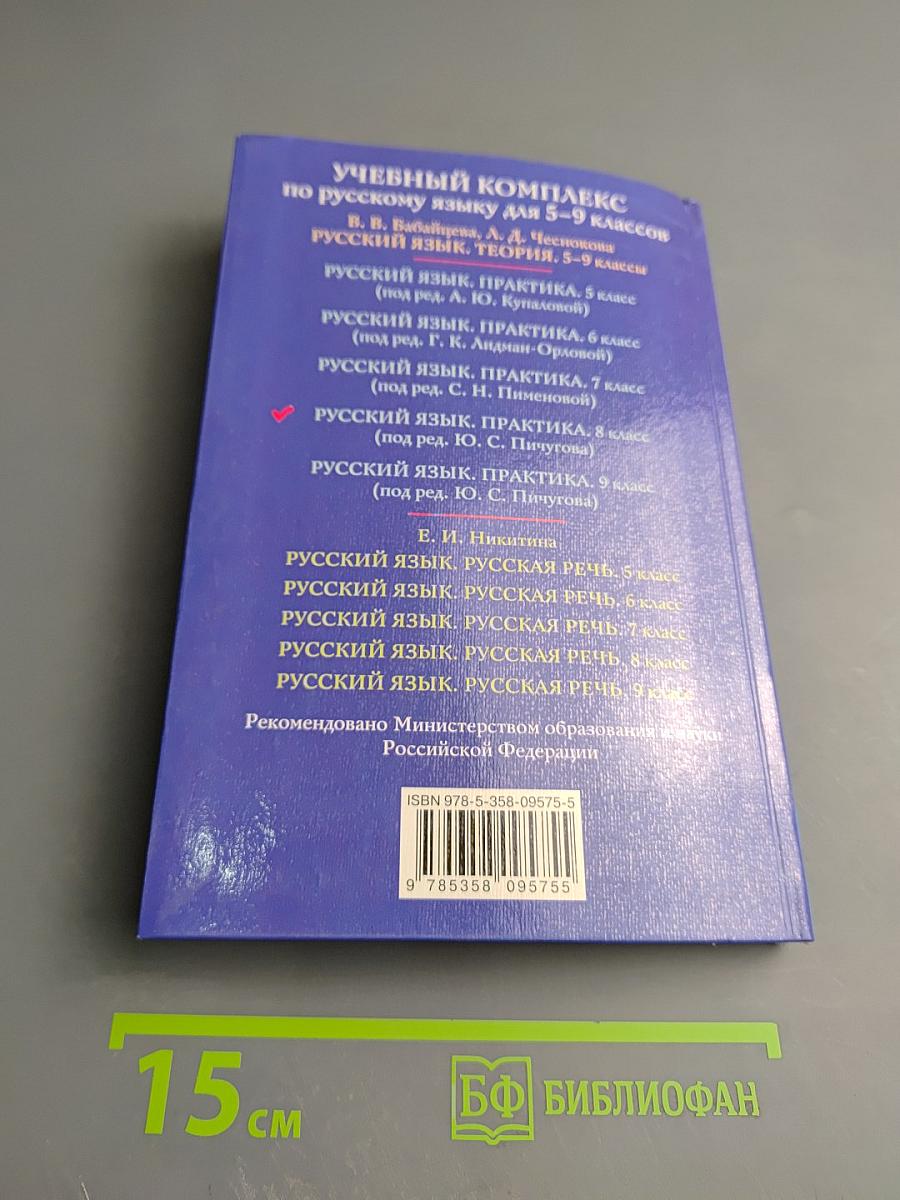 УЧЕБНЫЙ КОМПЛЕКС
по русскому языку для 5–9 классов
В. В. Бабайцева, Л. Д. Чеснокова
РУССКИЙ ЯЗЫК. ТЕОРИЯ. 5–9 классы
РУССКИЙ ЯЗЫК. ПРАКТИКА. 5 класс
(под ред. А. Ю. Купаловой)
РУССКИЙ ЯЗЫК. ПРАКТИКА. 6 класс
(под ред. Г. К. Лидман-Орловой)
РУССКИЙ ЯЗЫК. ПРАКТИКА. 7 класс
(под ред. С. Н. Пименовой)
РУССКИЙ ЯЗЫК. ПРАКТИКА. 8 класс
(под ред. Ю. С. Пичугова)
РУССКИЙ ЯЗЫК. ПРАКТИКА. 9 класс
(под ред. Ю. С. Пичугова)
Е. И. Никитина
РУССКИЙ ЯЗЫК. РУССКАЯ РЕЧЬ. 5 класс
РУССКИЙ ЯЗЫК. РУССКАЯ РЕЧЬ. 6 класс
РУССКИЙ ЯЗЫК. РУССКАЯ РЕЧЬ. 7 класс
РУССКИЙ ЯЗЫК. РУССКАЯ РЕЧЬ. 8 класс
РУССКИЙ ЯЗЫК. РУССКАЯ РЕЧЬ. 9 класс
Рекомендовано Министерством образования и науки
Российской Федерации
ISBN 978-5-358-09575-5
9 785358 095755
15 см
БФ БИБЛИОФАН